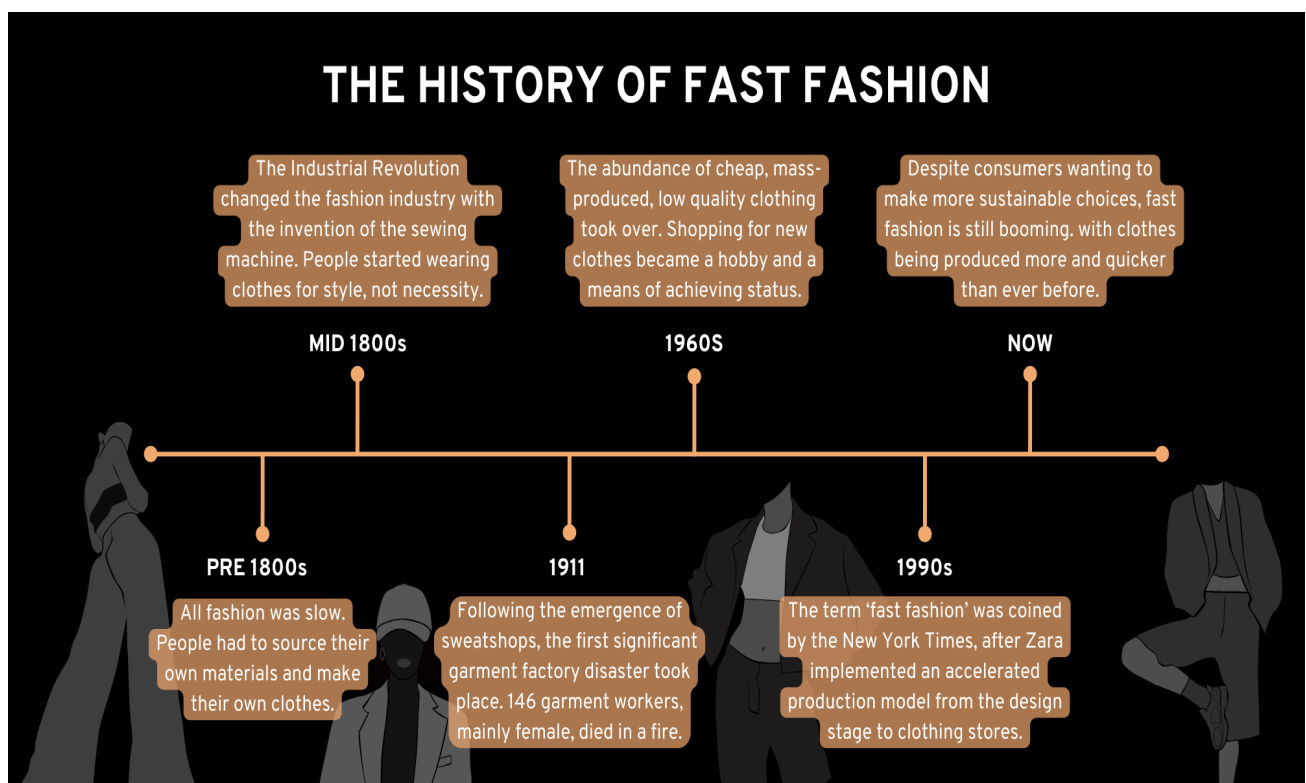 THE HISTORY OF FAST FASHION
The Industrial Revolution
changed the fashion industry with
the invention of the sewing
machine. People started wearing
clothes for style, not necessity.
MID 1800s
The abundance of cheap, mass-
produced, low quality clothing
took over. Shopping for new
clothes became a hobby and a
means of achieving status.
1960S
Despite consumers wanting to
make more sustainable choices, fast
fashion is still booming. with clothes
being produced more and quicker
than ever before.
NOW
PRE 1800s
All fashion was slow.
People had to source their
own materials and make
their own clothes.
1911
Following the emergence of
sweatshops, the first significant
garment factory disaster took
place. 146 garment workers,
mainly female, died in a fire.
1990s
The term ‘fast fashion’ was coined
by the New York Times, after Zara
implemented an accelerated
production model from the design
stage to clothing stores.